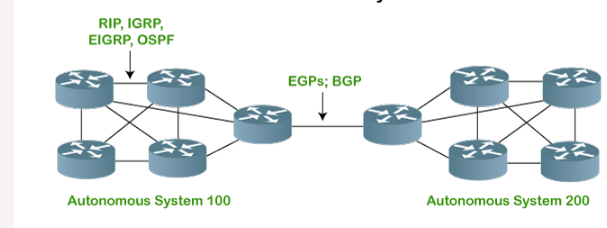 RIP, IGRP,
EIGRP, OSPF
EGPs; BGP
Autonomous System 100
Autonomous System 200